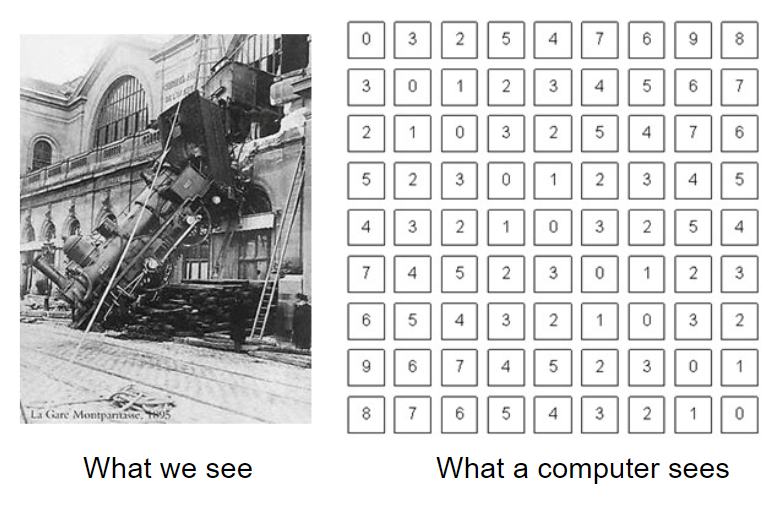 0 3 2 5 4 7 6 9 8
3 0 1 2 3 4 5 6 7
2 1 0 3 2 5 4 7 6
5 2 3 0 1 2 3 4 5
4 3 2 1 0 3 2 5 4
7 4 5 2 3 0 1 2 3
6 5 4 3 2 1 0 3 2
9 6 7 4 5 2 3 0 1
8 7 6 5 4 3 2 1 0
La Gare Montparnasse, 1895
What we see
What a computer sees